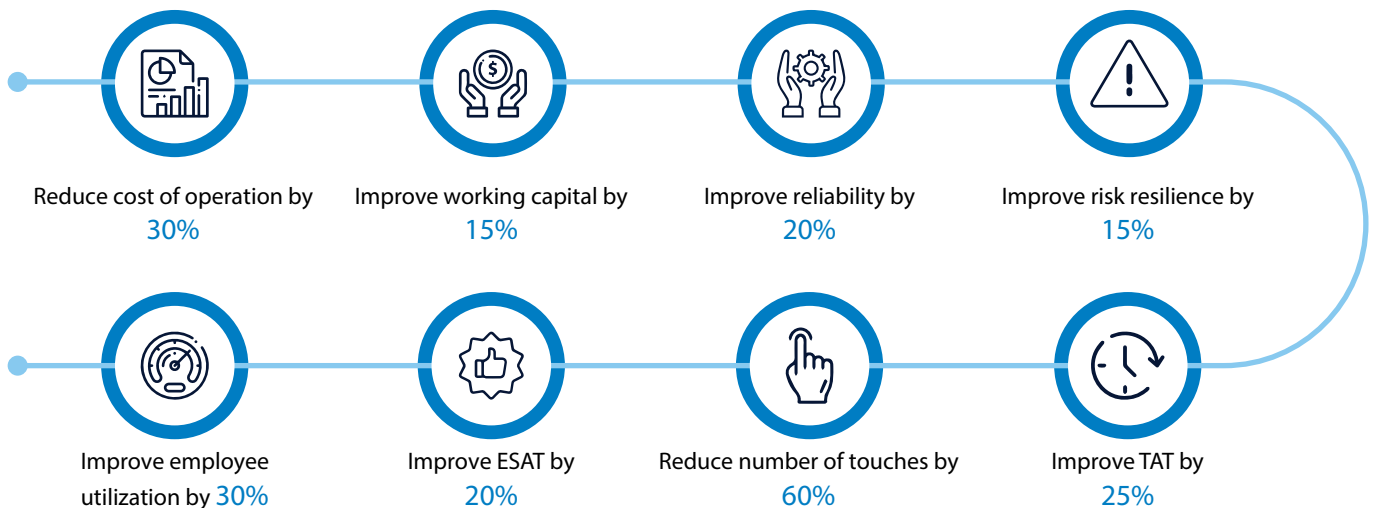 Reduce cost of operation by
30%
Improve working capital by
15%
Improve reliability by
20%
Improve risk resilience by
15%
Improve employee
utilization by 30%
Improve ESAT by
20%
Reduce number of touches by
60%
Improve TAT by
25%